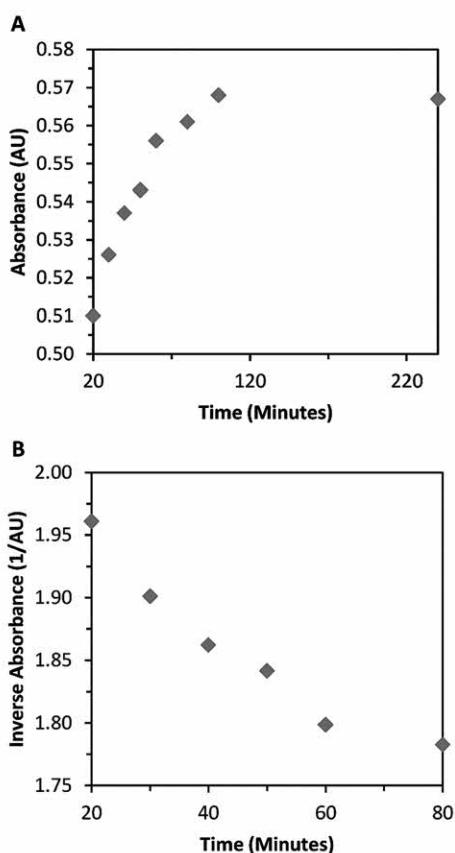 A
0.58
0.57
0.56
0.55
0.54
0.53
0.52
0.51
0.50
Absorbance (AU)
20 120 220
Time (Minutes)
B
2.00
1.95
1.90
1.85
1.80
1.75
Inverse Absorbance (1/AU)
20 40 60 80
Time (Minutes)